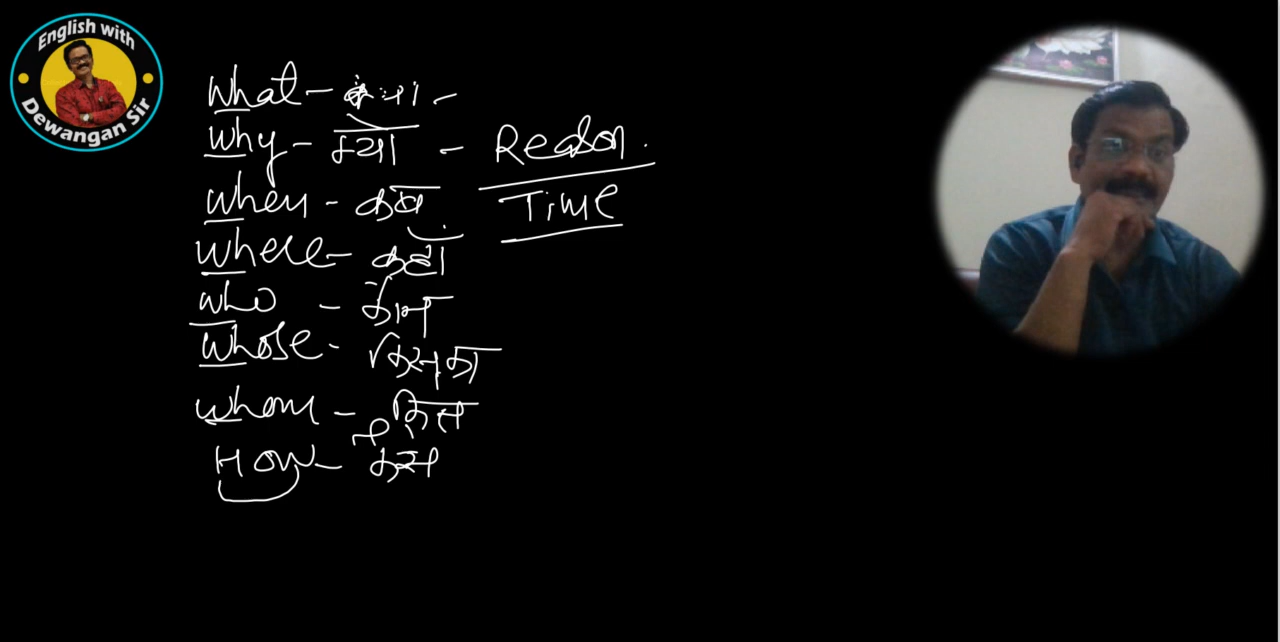 English with
Dewangan Sir
What - क्या -
Why - क्यों - Reason.
When - कब Time
Where - कहाँ
Who - कौन
Whose - किसका
Whom - किसे
How - कैसे